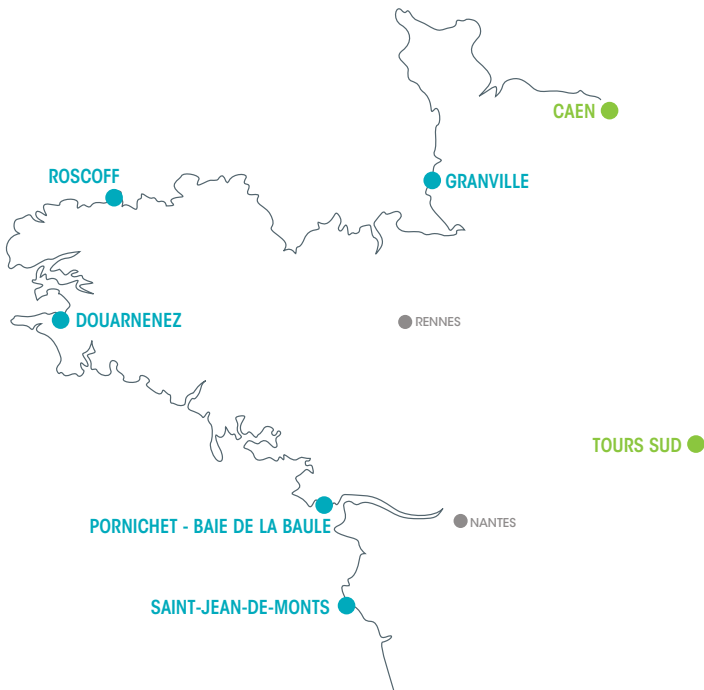 CAEN
ROSCOFF
GRANVILLE
DOUARNENEZ
RENNES
TOURS SUD
PORNICHET - BAIE DE LA BAULE
NANTES
SAINT-JEAN-DE-MONTS